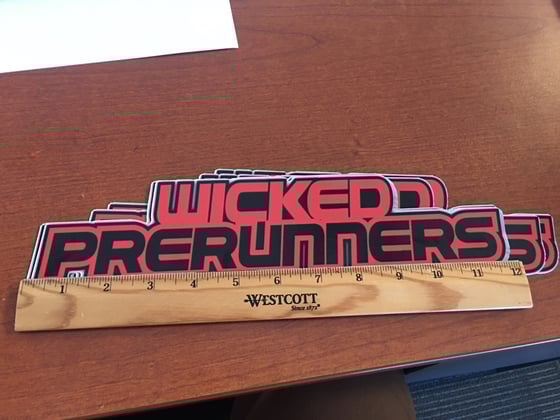 WICKED
PRERUNNERS
1 2 3 4 5 6 7 8 9 10 11 12
WESTCOTT
Since 1872